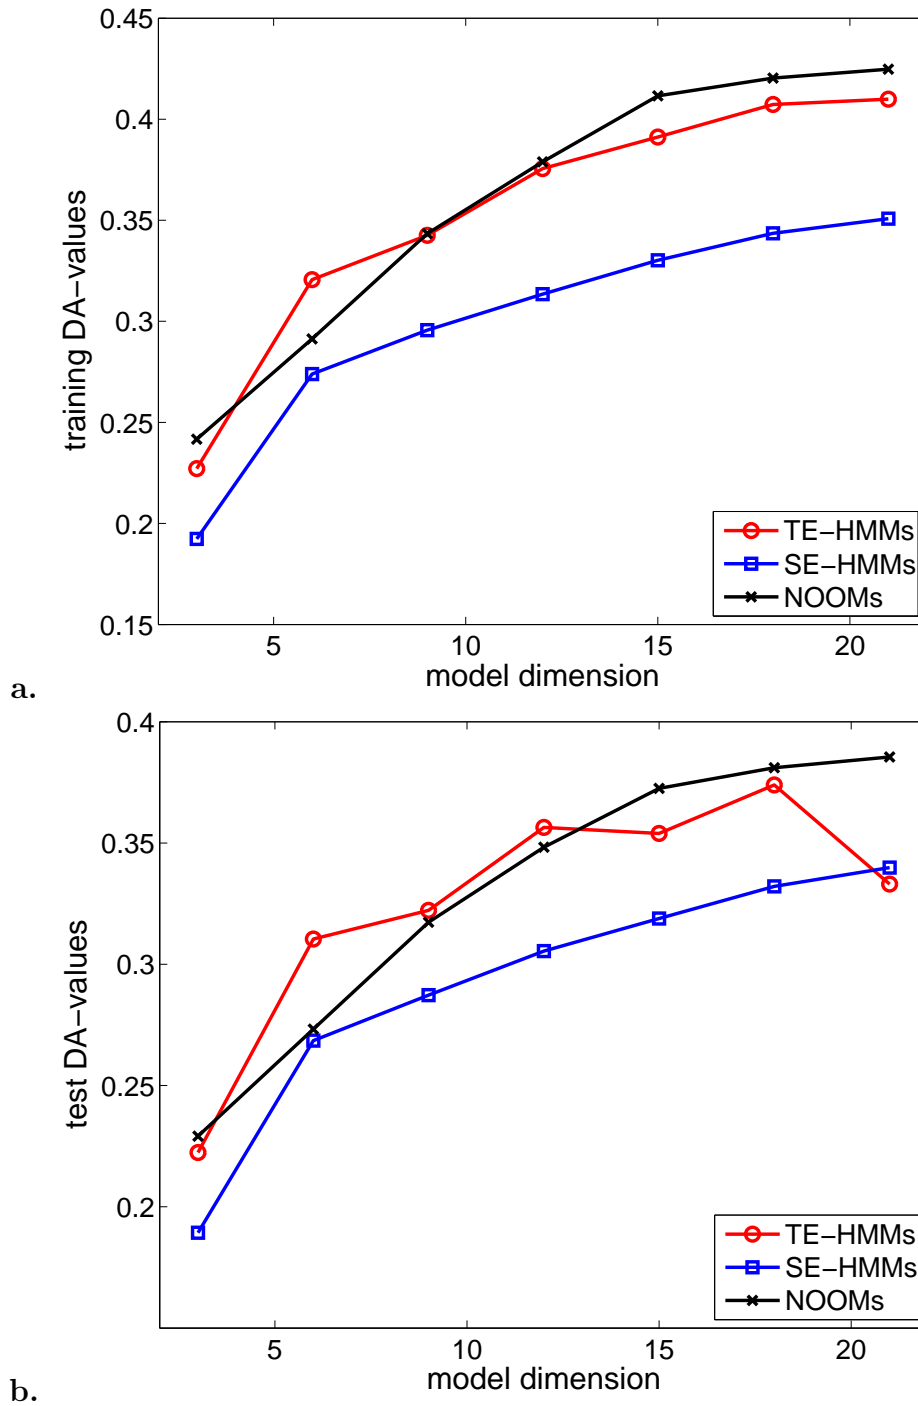 0.45
0.4
0.35
0.3
0.25
0.2
0.15
training DA−values
TE−HMMs
SE−HMMs
NOOMs
5 10 15 20
model dimension
a.
0.4
0.35
0.3
0.25
0.2
test DA−values
TE−HMMs
SE−HMMs
NOOMs
5 10 15 20
model dimension
b.